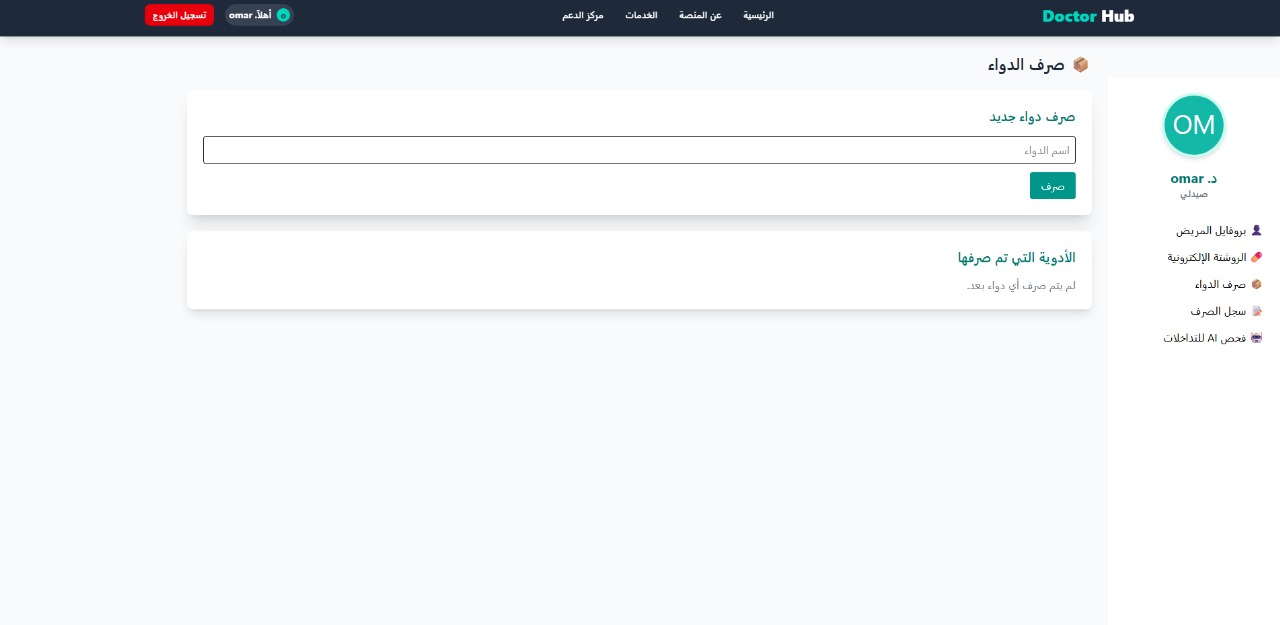 Doctor Hub
الرئيسية
عن المنصة
الخدمات
مركز الدعم
o أهلاً، omar
تسجيل الخروج
OM
د. omar
صيدلي
بروفايل المريض
الروشتة الإلكترونية
صرف الدواء
سجل الصرف
فحص AI للتداخلات
صرف الدواء
صرف دواء جديد
اسم الدواء
صرف
الأدوية التي تم صرفها
لم يتم صرف أي دواء بعد.